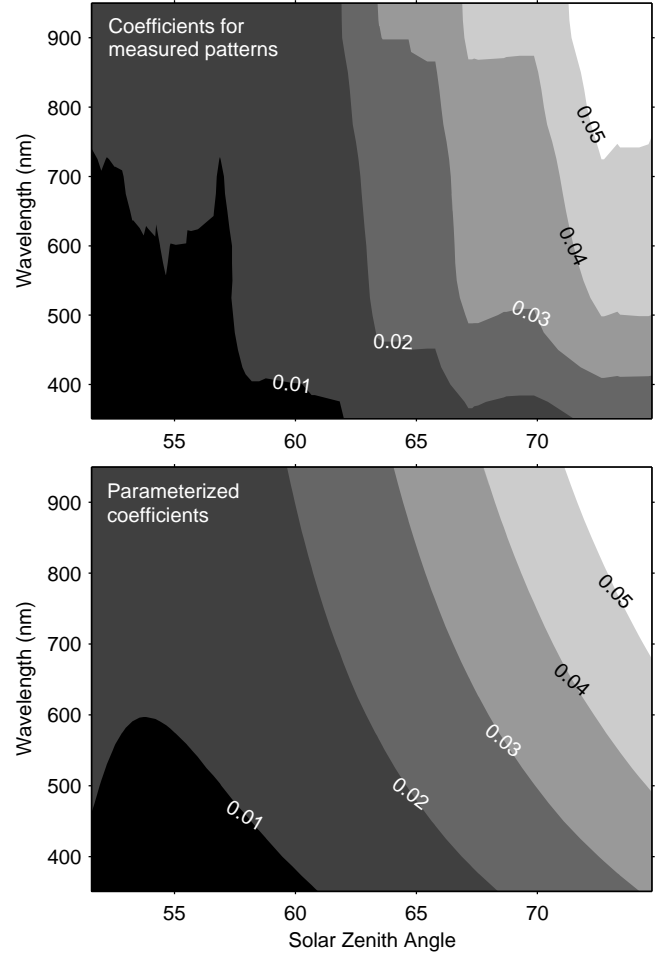 Coefficients for
measured patterns
900
800
700
600
500
400
Wavelength (nm)
0.05
0.04
0.03
0.02
0.01
55 60 65 70
Parameterized
coefficients
900
800
700
600
500
400
Wavelength (nm)
0.05
0.04
0.03
0.02
0.01
55 60 65 70
Solar Zenith Angle